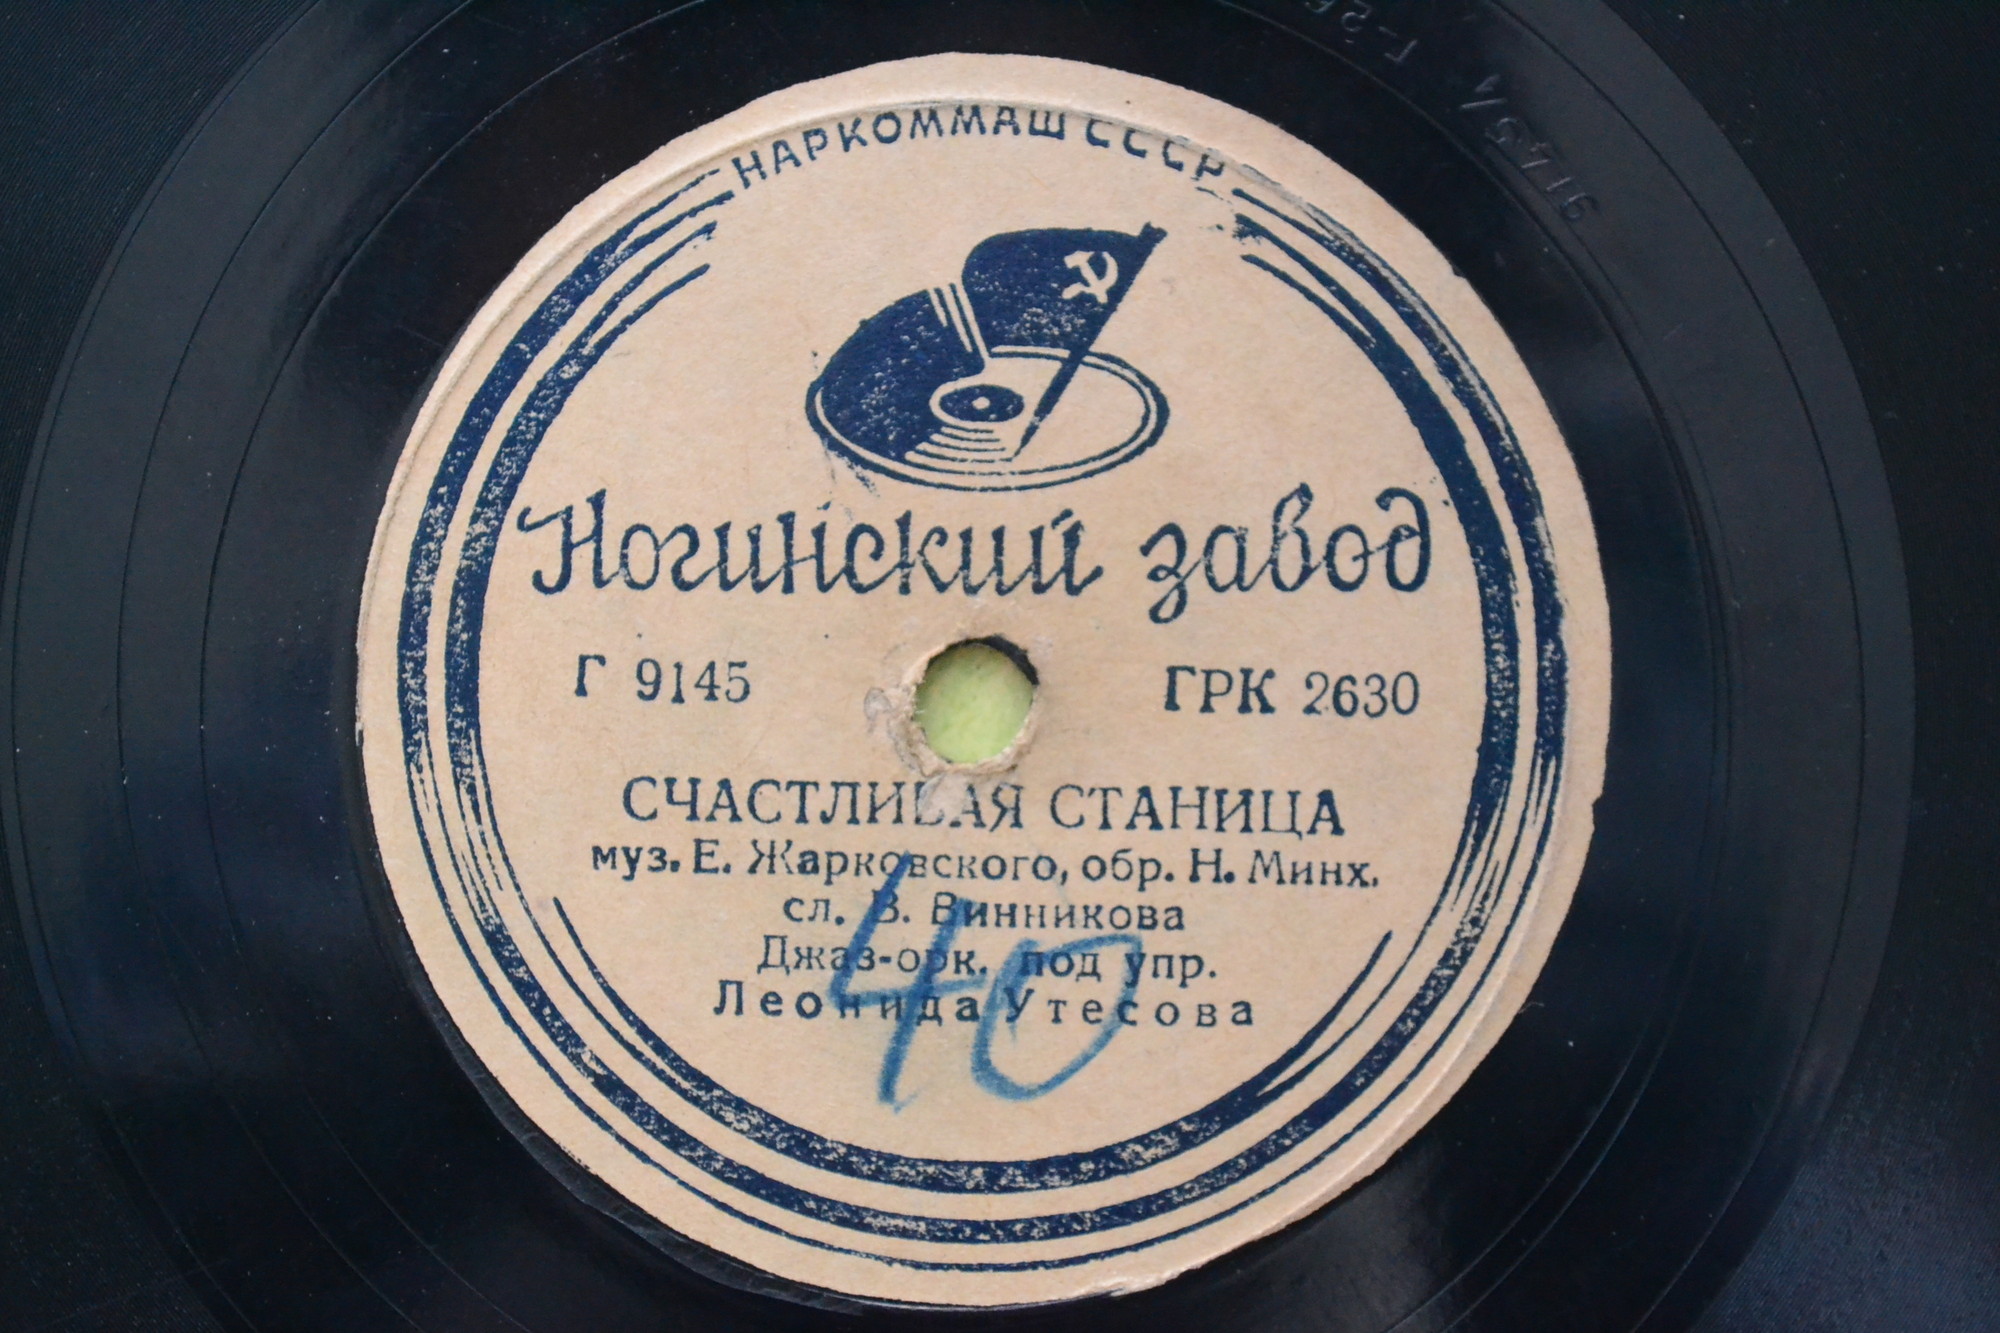 НАРКОММАШ СССР
Ногинский завод
Г 9145 ГРК 2630
СЧАСТЛИВАЯ СТАНИЦА
муз. Е. Жарковского, обр. Н. Минх.
сл. В. Винникова
Джаз-орк. под упр.
Леонида Утесова
40